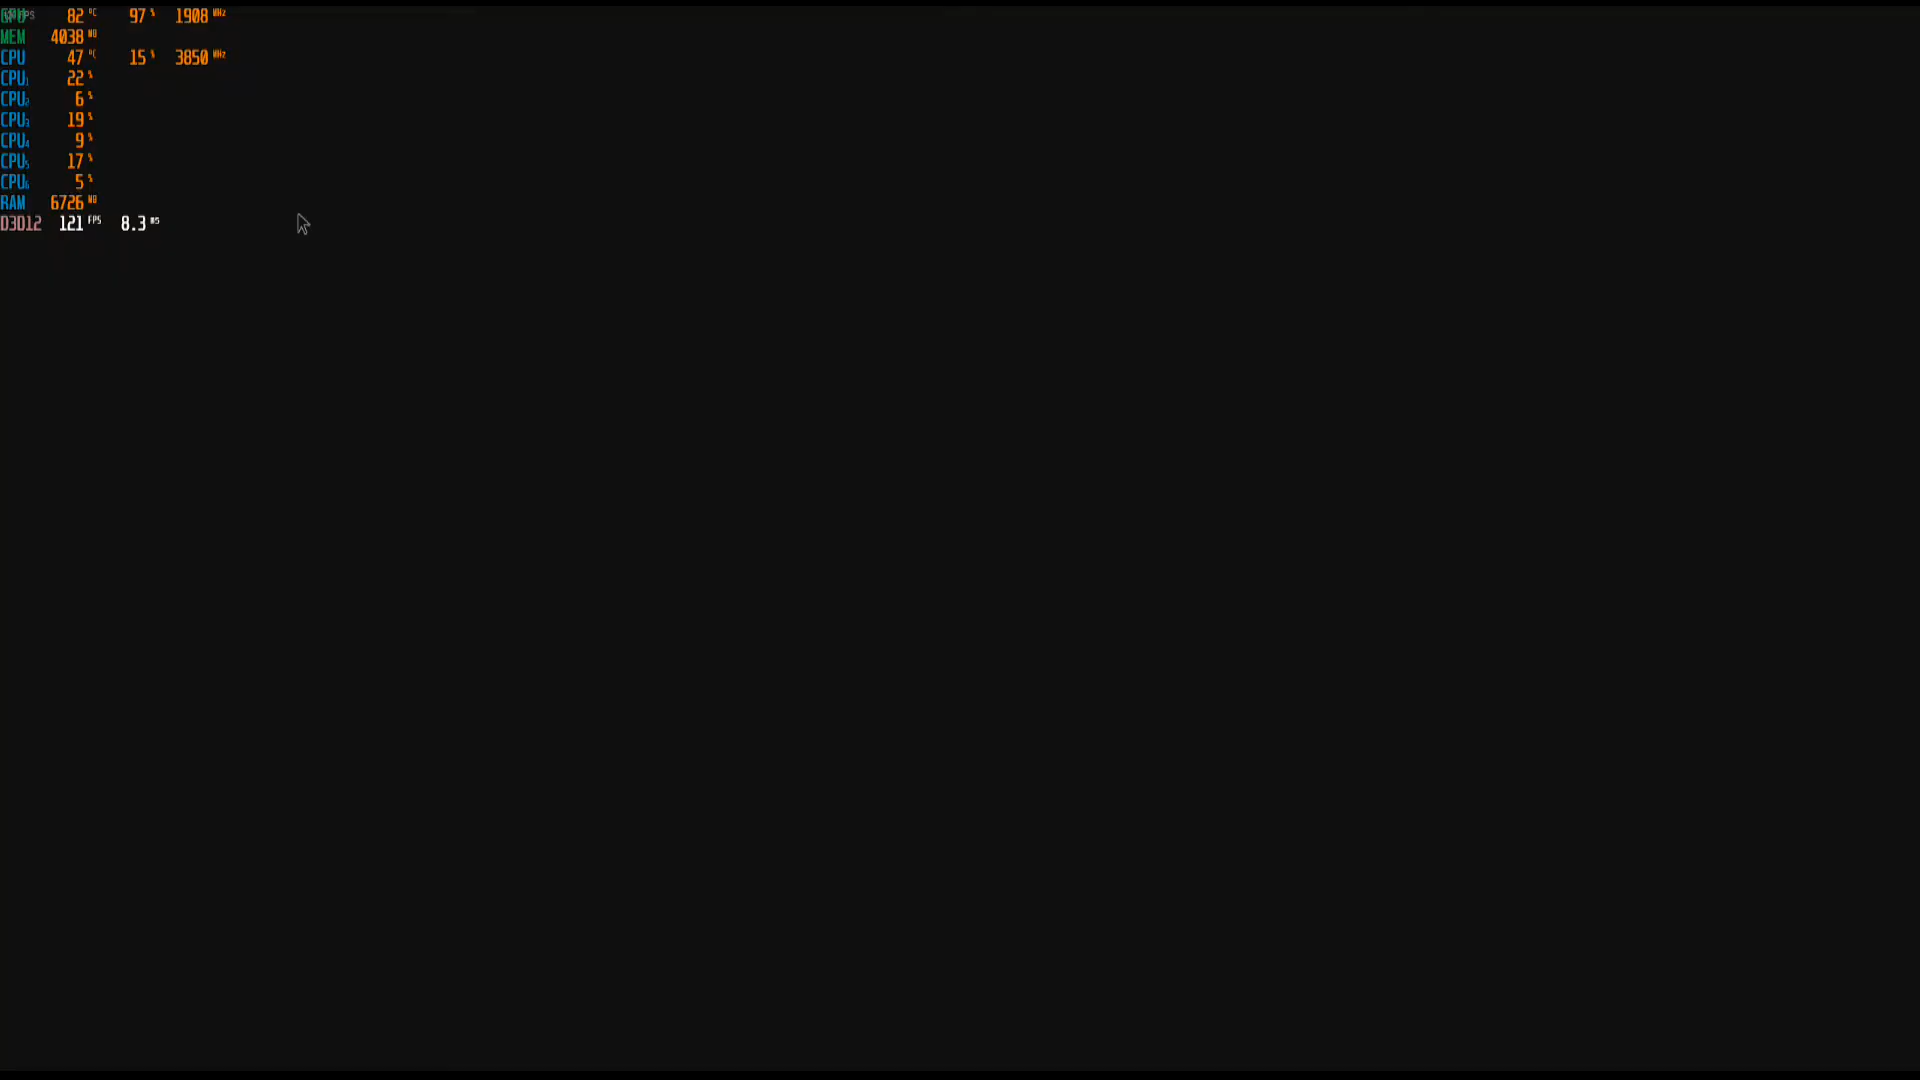 GPU 82 °C 97 % 1908 MHz
MEM 4038 MB
CPU 47 °C 15 % 3850 MHz
CPU1 22 %
CPU2 6 %
CPU3 19 %
CPU4 9 %
CPU5 17 %
CPU6 5 %
RAM 6726 MB
D3D12 121 FPS 8.3 ms